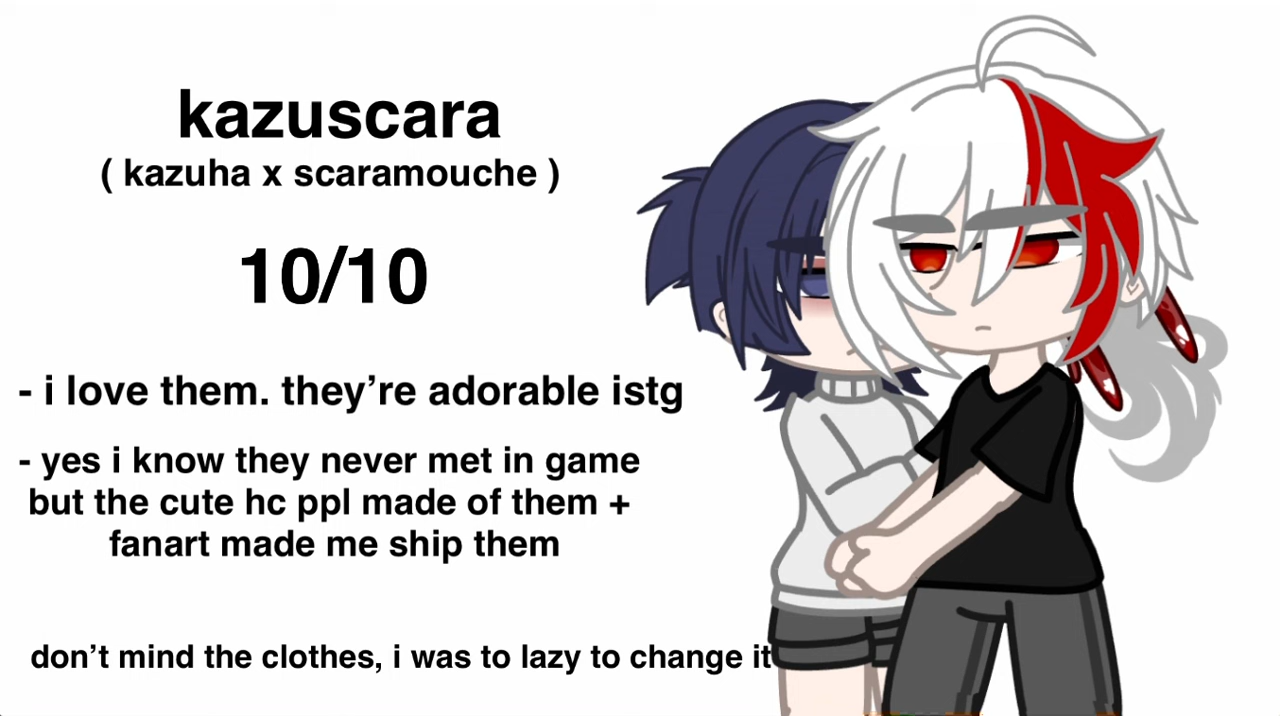 kazuscara
( kazuha x scaramouche )
10/10
- i love them. they’re adorable istg
- yes i know they never met in game
but the cute hc ppl made of them +
fanart made me ship them
don’t mind the clothes, i was to lazy to change it